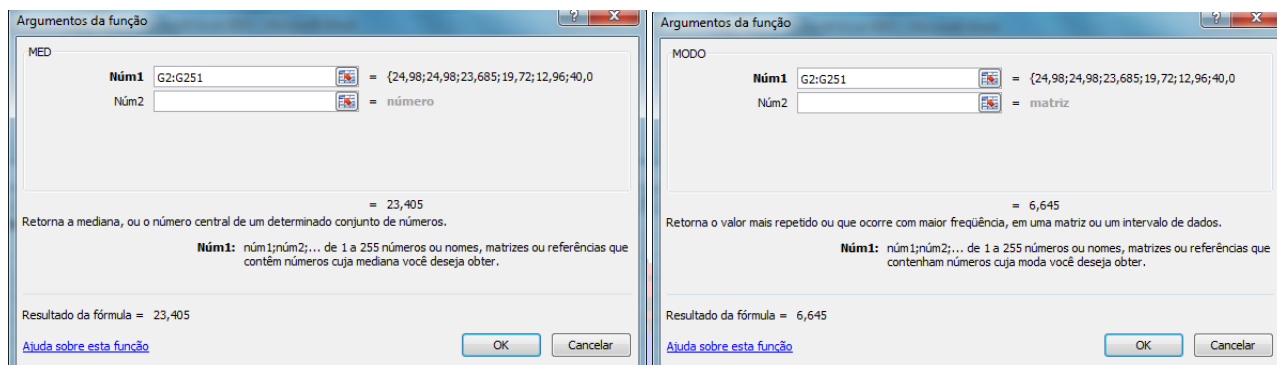 Argumentos da função
MED
Núm1 G2:G251 = {24,98;24,98;23,685;19,72;12,96;40,0
Núm2 = número
= 23,405
Retorna a mediana, ou o número central de um determinado conjunto de números.
Núm1: núm1;núm2;... de 1 a 255 números ou nomes, matrizes ou referências que
contêm números cuja mediana você deseja obter.
Resultado da fórmula = 23,405
Ajuda sobre esta função
OK
Cancelar
Argumentos da função
MODO
Núm1 G2:G251 = {24,98;24,98;23,685;19,72;12,96;40,0
Núm2 = matriz
= 6,645
Retorna o valor mais repetido ou que ocorre com maior freqüência, em uma matriz ou um intervalo de dados.
Núm1: núm1;núm2;... de 1 a 255 números ou nomes, matrizes ou referências que
contenham números cuja moda você deseja obter.
Resultado da fórmula = 6,645
Ajuda sobre esta função
OK
Cancelar